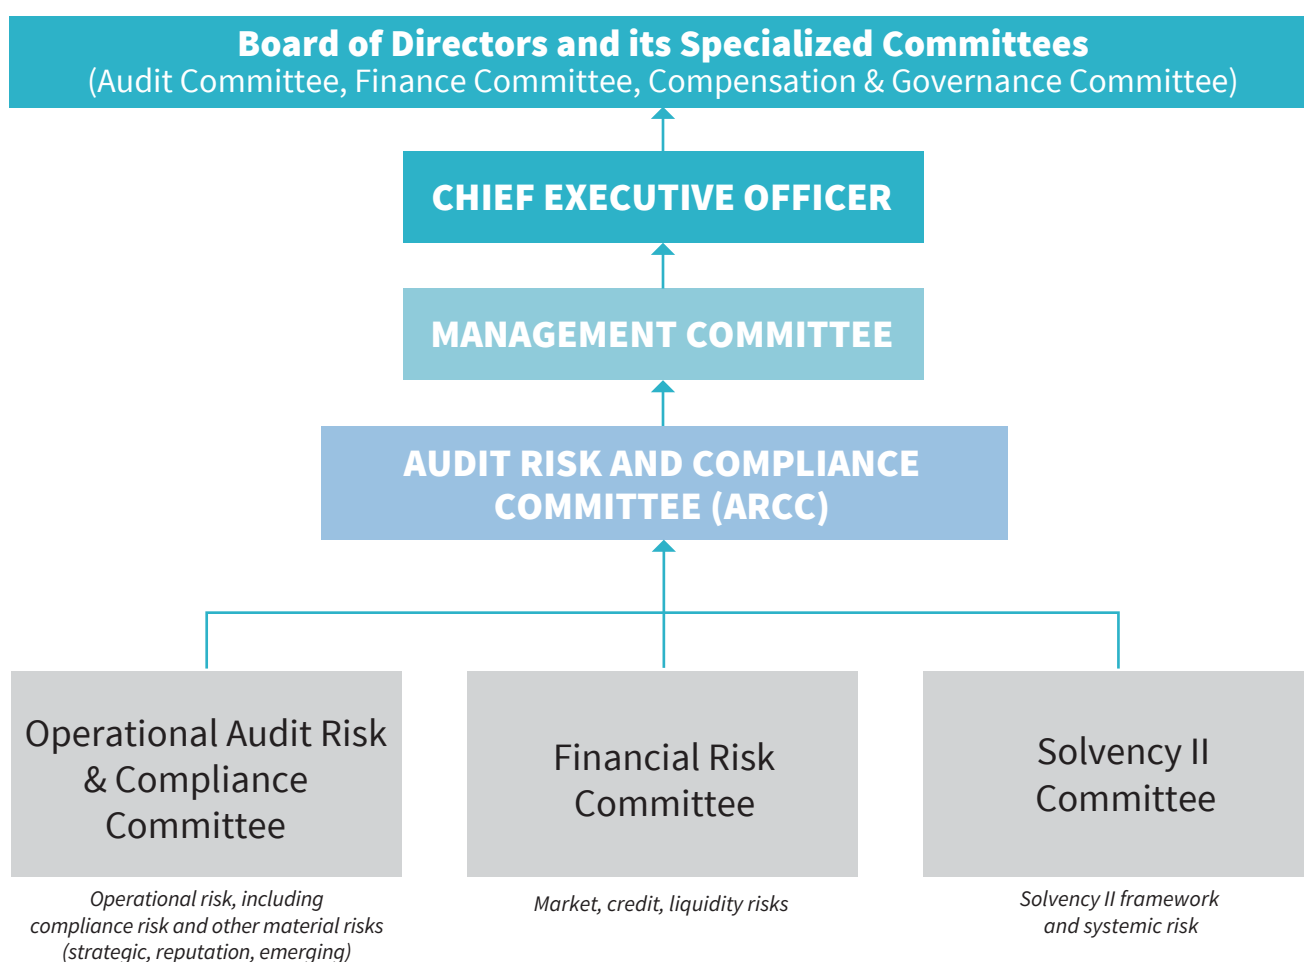 Board of Directors and its Specialized Committees
(Audit Committee, Finance Committee, Compensation & Governance Committee)
CHIEF EXECUTIVE OFFICER
MANAGEMENT COMMITTEE
AUDIT RISK AND COMPLIANCE
COMMITTEE (ARCC)
Operational Audit Risk
& Compliance
Committee
Operational risk, including
compliance risk and other material risks
(strategic, reputation, emerging)
Financial Risk
Committee
Market, credit, liquidity risks
Solvency II
Committee
Solvency II framework
and systemic risk